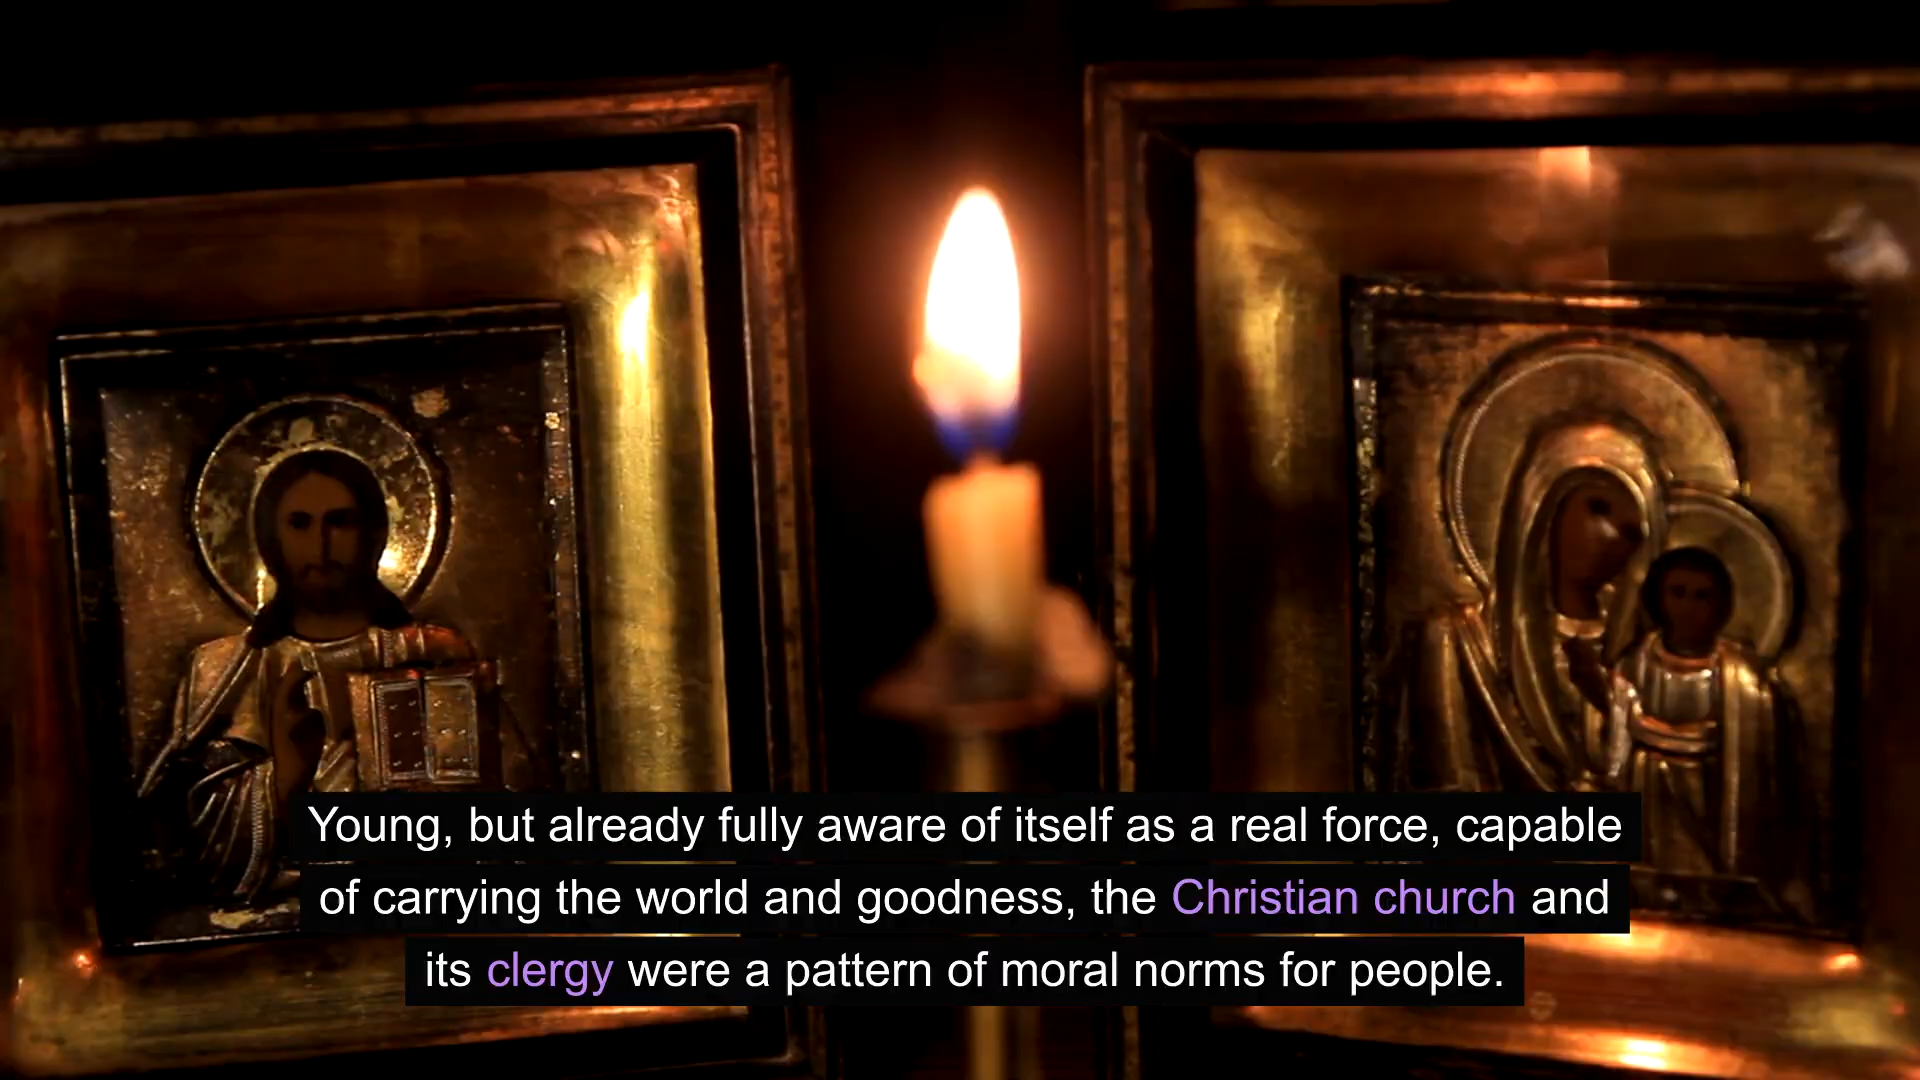 Young, but already fully aware of itself as a real force, capable
of carrying the world and goodness, the Christian church and
its clergy were a pattern of moral norms for people.